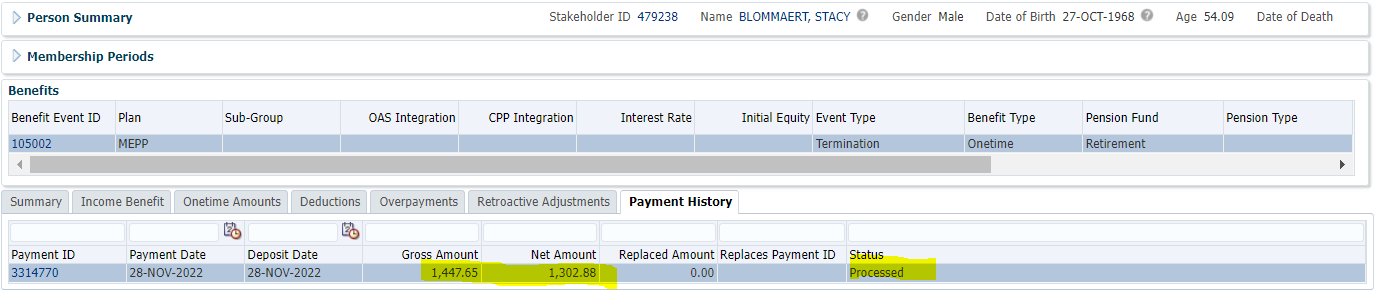 Person Summary Stakeholder ID 479238 Name BLOMMAERT, STACY Gender Male Date of Birth 27-OCT-1968 Age 54.09 Date of Death
Membership Periods
Benefits
Benefit Event ID Plan Sub-Group OAS Integration CPP Integration Interest Rate Initial Equity Event Type Benefit Type Pension Fund Pension Type
105002 MEPP Termination Onetime Retirement
Summary Income Benefit Onetime Amounts Deductions Overpayments Retroactive Adjustments Payment History
Payment ID Payment Date Deposit Date Gross Amount Net Amount Replaced Amount Replaces Payment ID Status
3314770 28-NOV-2022 28-NOV-2022 1,447.65 1,302.88 0.00 Processed